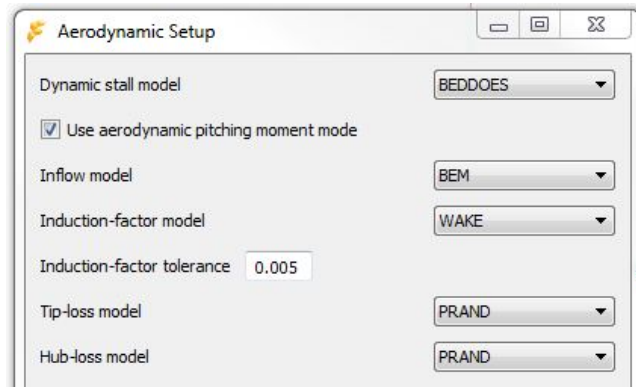 Aerodynamic Setup
Dynamic stall model BEDDOES
Use aerodynamic pitching moment mode
Inflow model BEM
Induction-factor model WAKE
Induction-factor tolerance 0.005
Tip-loss model PRAND
Hub-loss model PRAND